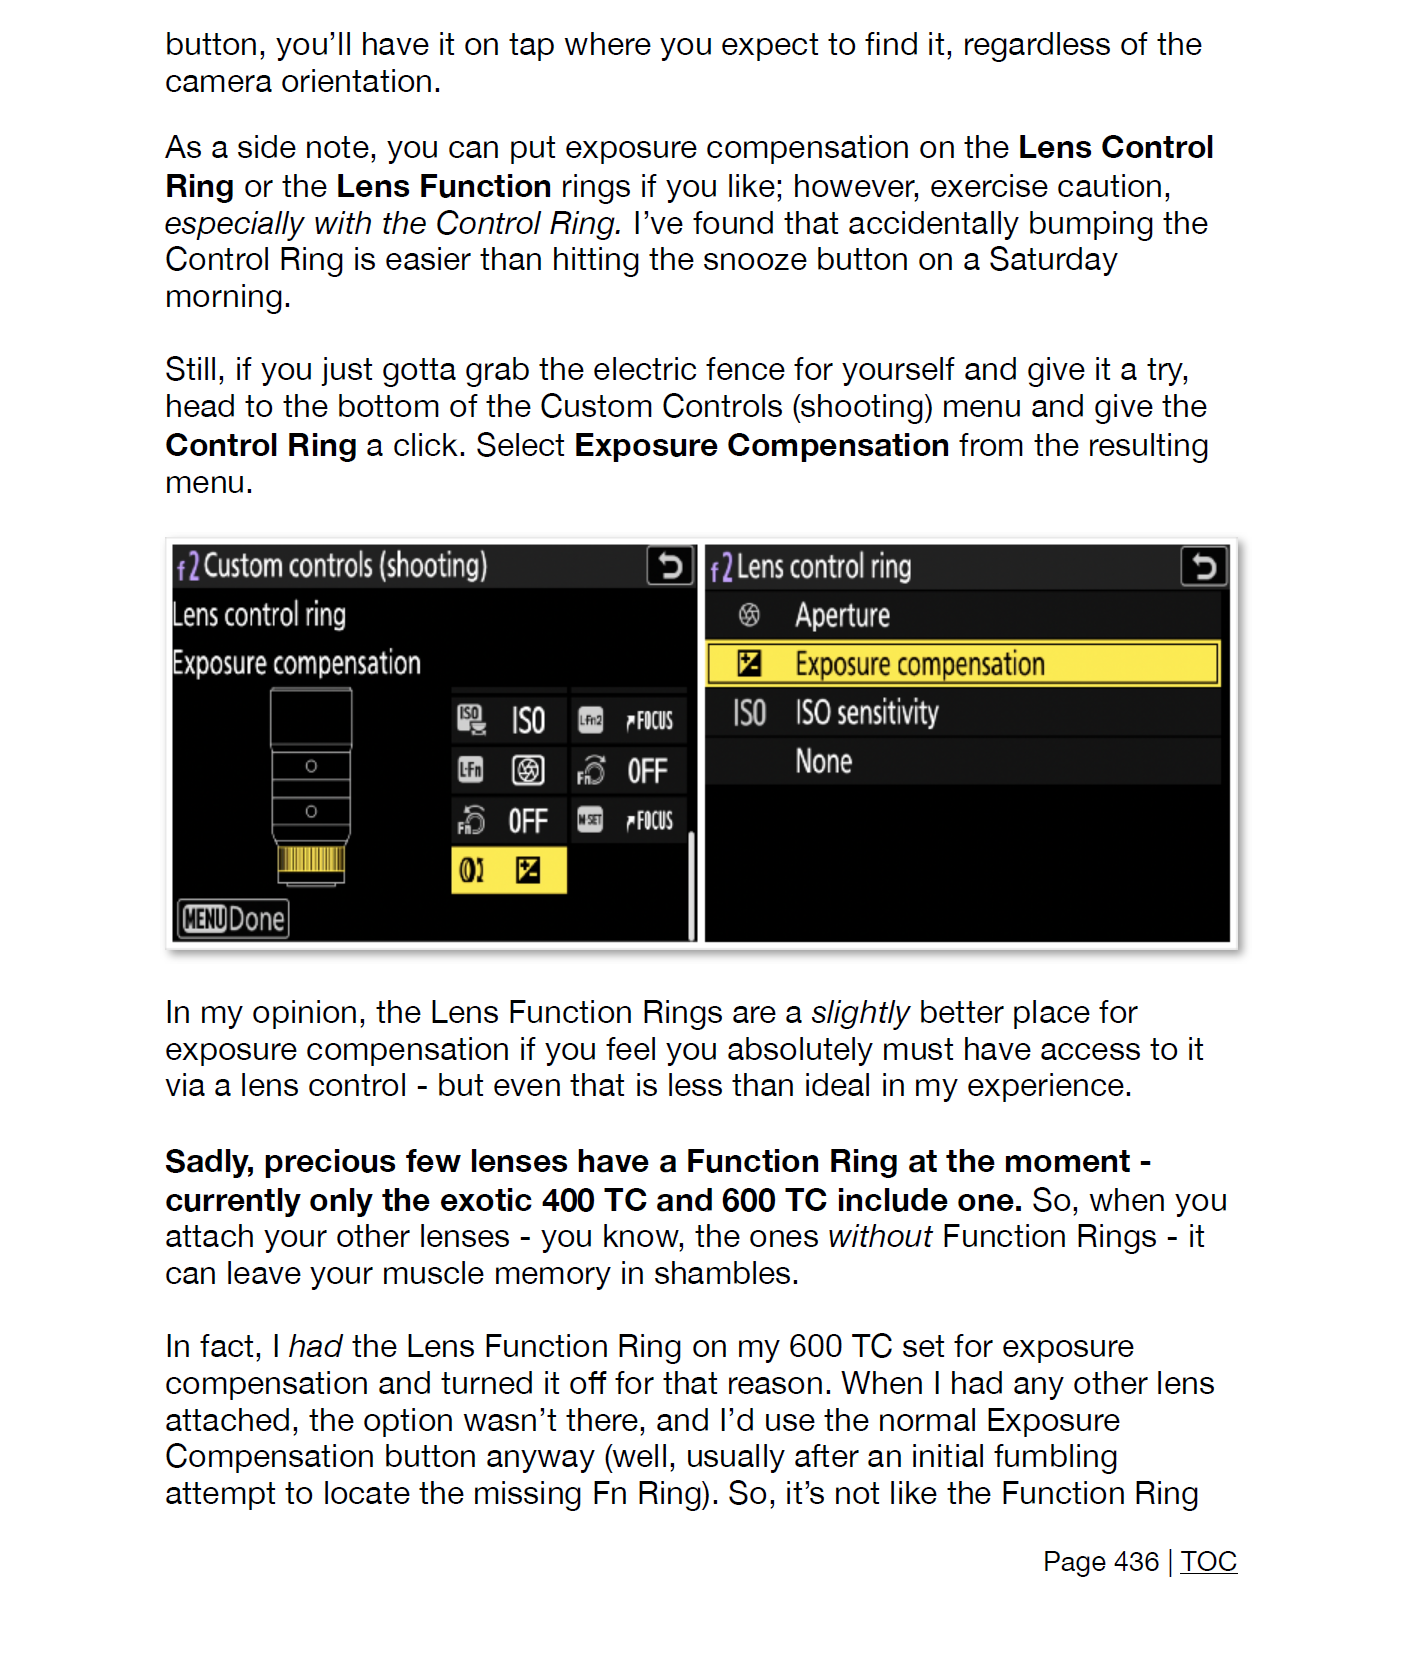 button, you’ll have it on tap where you expect to find it, regardless of the
camera orientation.
As a side note, you can put exposure compensation on the Lens Control
Ring or the Lens Function rings if you like; however, exercise caution,
especially with the Control Ring. I’ve found that accidentally bumping the
Control Ring is easier than hitting the snooze button on a Saturday
morning.
Still, if you just gotta grab the electric fence for yourself and give it a try,
head to the bottom of the Custom Controls (shooting) menu and give the
Control Ring a click. Select Exposure Compensation from the resulting
menu.
f2 Custom controls (shooting)
Lens control ring
Exposure compensation
ISO ISO L-Fn2 FOCUS
L-Fn Fn OFF
Fn OFF M-SET FOCUS
MENU Done
f2 Lens control ring
Aperture
Exposure compensation
ISO ISO sensitivity
None
In my opinion, the Lens Function Rings are a slightly better place for
exposure compensation if you feel you absolutely must have access to it
via a lens control - but even that is less than ideal in my experience.
Sadly, precious few lenses have a Function Ring at the moment -
currently only the exotic 400 TC and 600 TC include one. So, when you
attach your other lenses - you know, the ones without Function Rings - it
can leave your muscle memory in shambles.
In fact, I had the Lens Function Ring on my 600 TC set for exposure
compensation and turned it off for that reason. When I had any other lens
attached, the option wasn’t there, and I’d use the normal Exposure
Compensation button anyway (well, usually after an initial fumbling
attempt to locate the missing Fn Ring). So, it’s not like the Function Ring
Page 436 | TOC